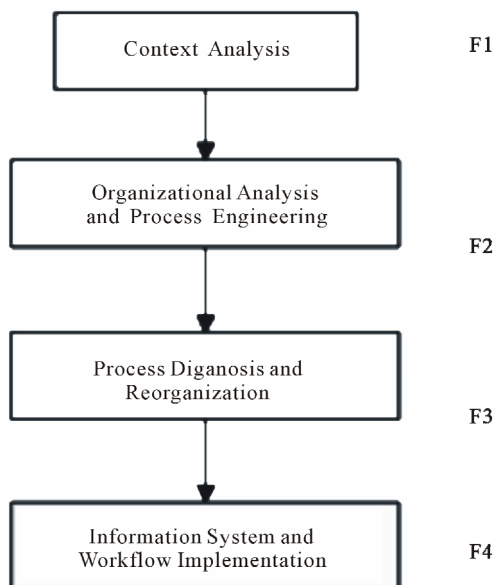 Context Analysis
F1
Organizational Analysis
and Process Engineering
F2
Process Diganosis and
Reorganization
F3
Information System and
Workflow Implementation
F4